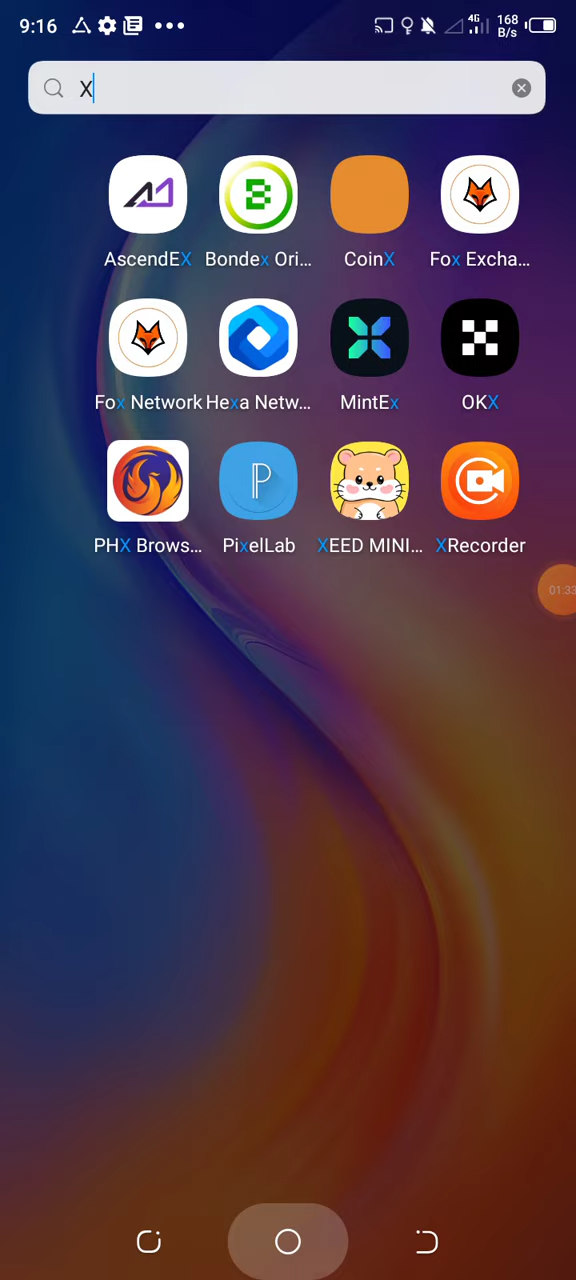 9:16 4G 168 B/s
X
AscendEX Bondex Ori... CoinX Fox Excha...
Fox Network Hexa Netw... MintEx OKX
PHX Brows... PixelLab XEED MINI... XRecorder
01:33